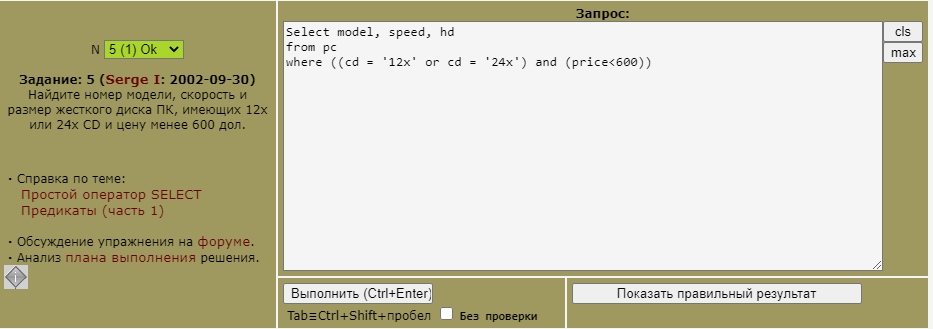 N 5 (1) Ok
Задание: 5 (Serge I: 2002-09-30)
Найдите номер модели, скорость и
размер жесткого диска ПК, имеющих 12x
или 24x CD и цену менее 600 дол.
· Справка по теме:
Простой оператор SELECT
Предикаты (часть 1)
· Обсуждение упражнения на форуме.
· Анализ плана выполнения решения.
Запрос:
Select model, speed, hd
from pc
where ((cd = '12x' or cd = '24x') and (price<600))
cls
max
Выполнить (Ctrl+Enter)
Tab≡Ctrl+Shift+пробел Без проверки
Показать правильный результат